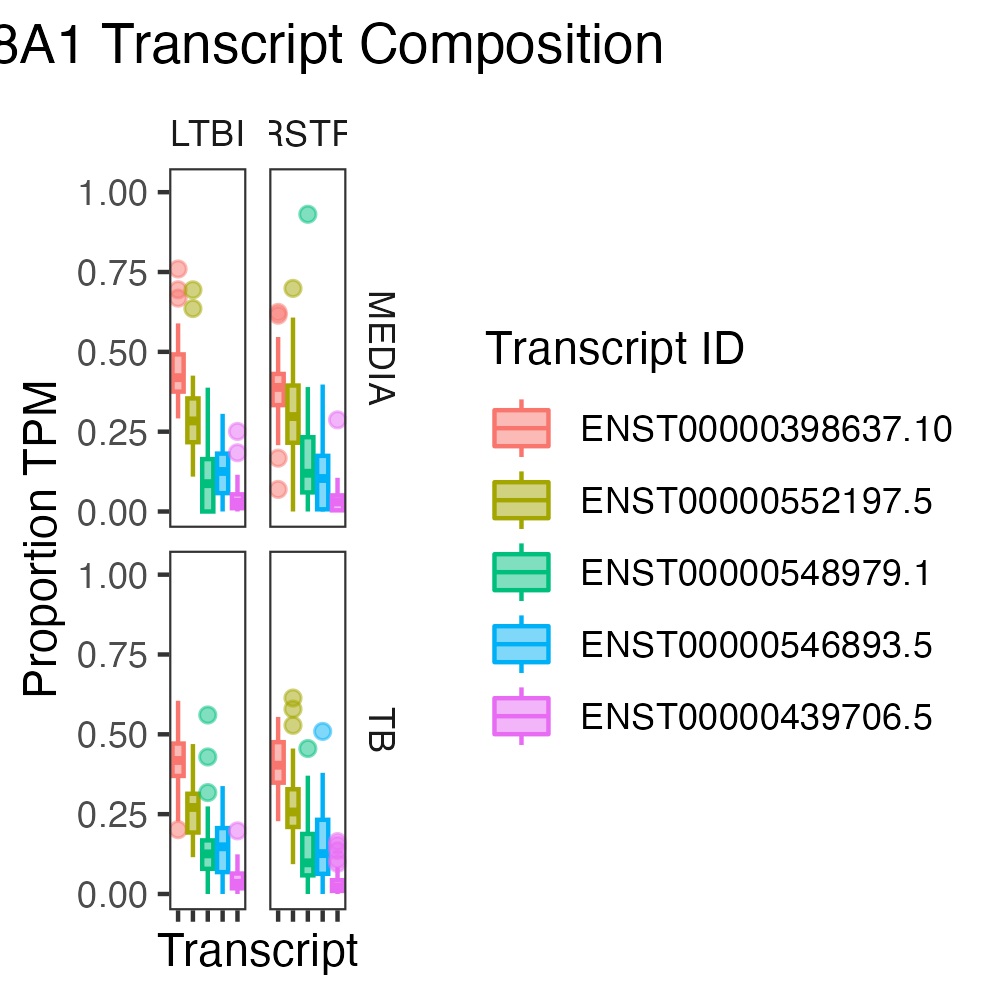 8A1 Transcript Composition
LTBI
RSTR
1.00
0.75
0.50
0.25
0.00
MEDIA
1.00
0.75
0.50
0.25
0.00
TB
Proportion TPM
Transcript
Transcript ID
ENST00000398637.10
ENST00000552197.5
ENST00000548979.1
ENST00000546893.5
ENST00000439706.5